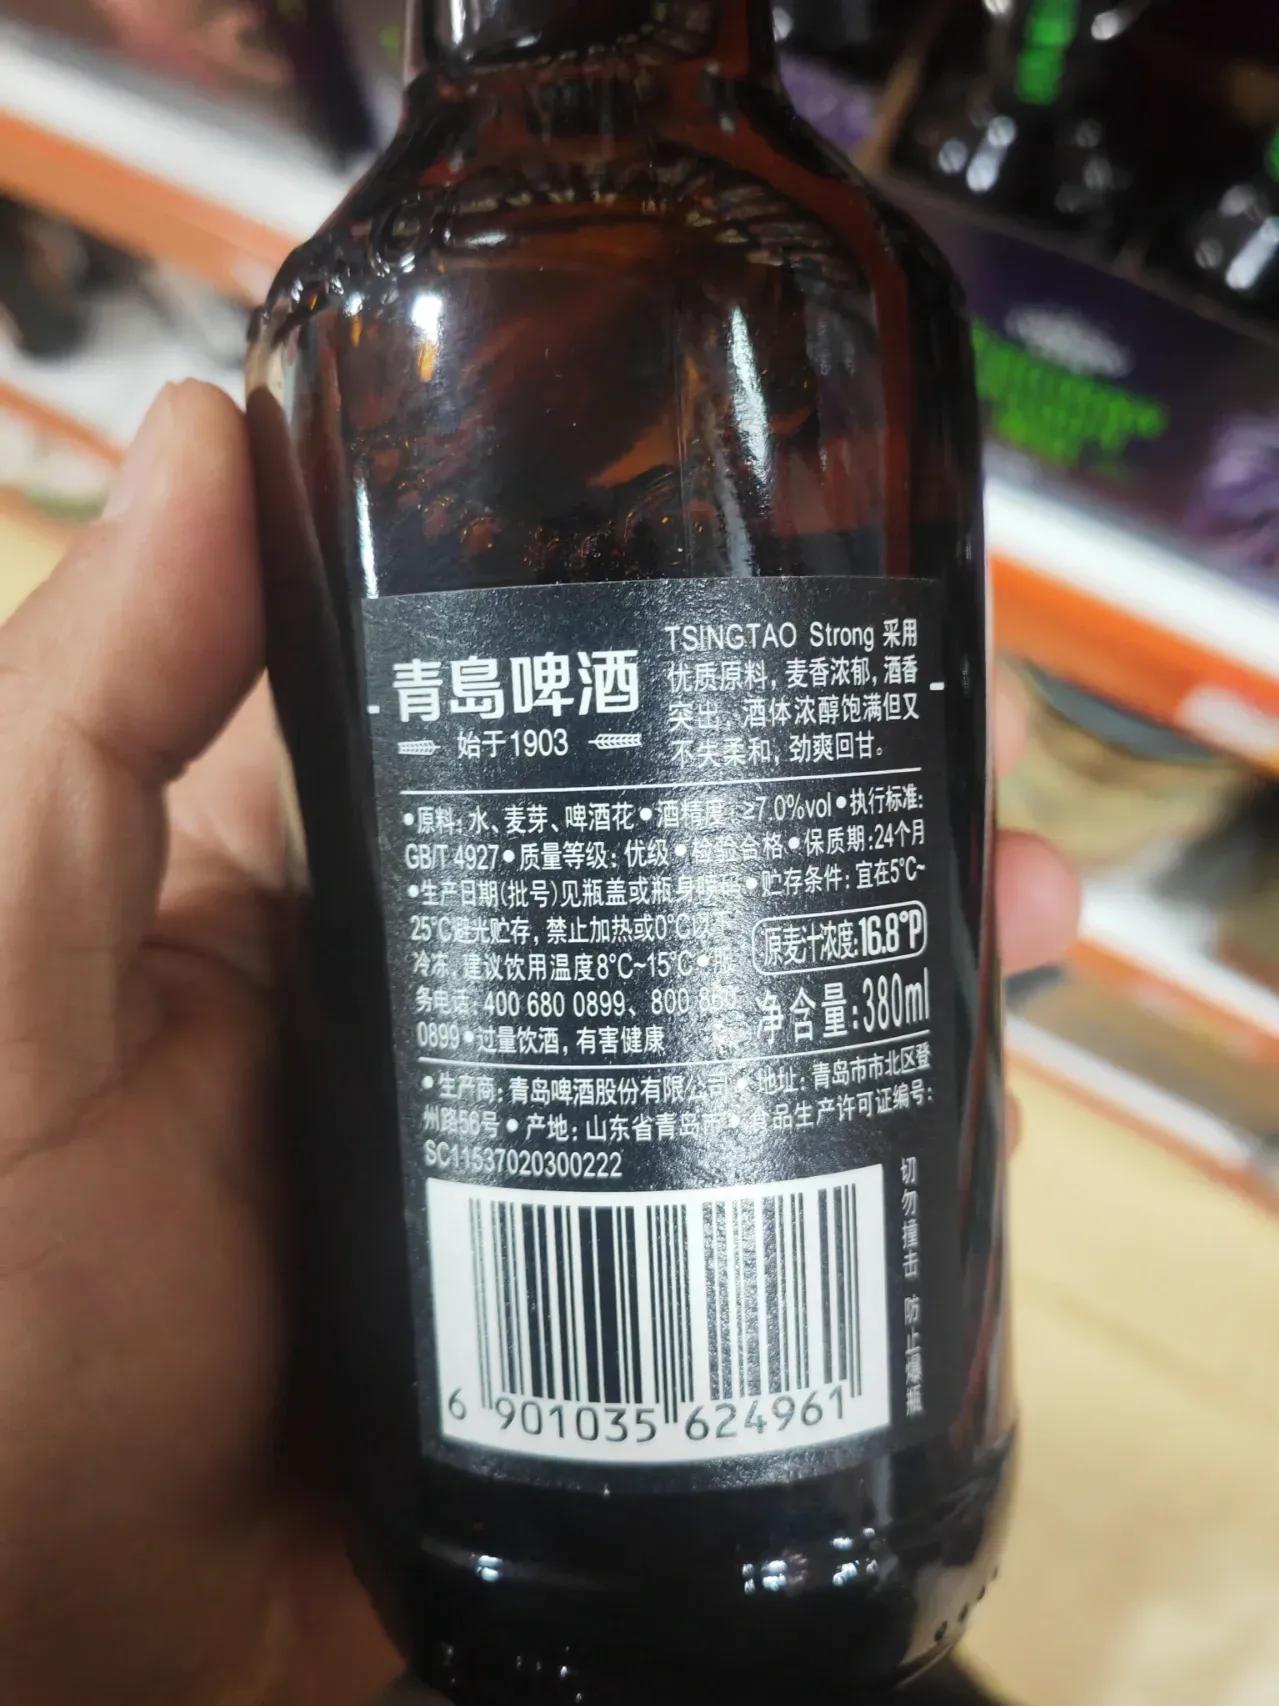 青島啤酒
始于1903
TSINGTAO Strong 采用
优质原料，麦香浓郁，酒香
突出，酒体浓醇饱满但又
不失柔和，劲爽回甘。
•原料：水、麦芽、啤酒花•酒精度：≥7.0%vol•执行标准：
GB/T 4927•质量等级：优级•检验合格•保质期：24个月
•生产日期(批号)见瓶盖或瓶身喷码•贮存条件：宜在5°C~
25°C避光贮存，禁止加热或0°C以下
冷冻，建议饮用温度8°C~15°C•服
务电话：400 680 0899、800 860
0899•过量饮酒，有害健康
原麦汁浓度:16.8°P
净含量:380ml
•生产商：青岛啤酒股份有限公司•地址：青岛市市北区登
州路56号•产地：山东省青岛市•食品生产许可证编号：
SC11537020300222
切勿撞击 防止爆瓶
6 901035 624961